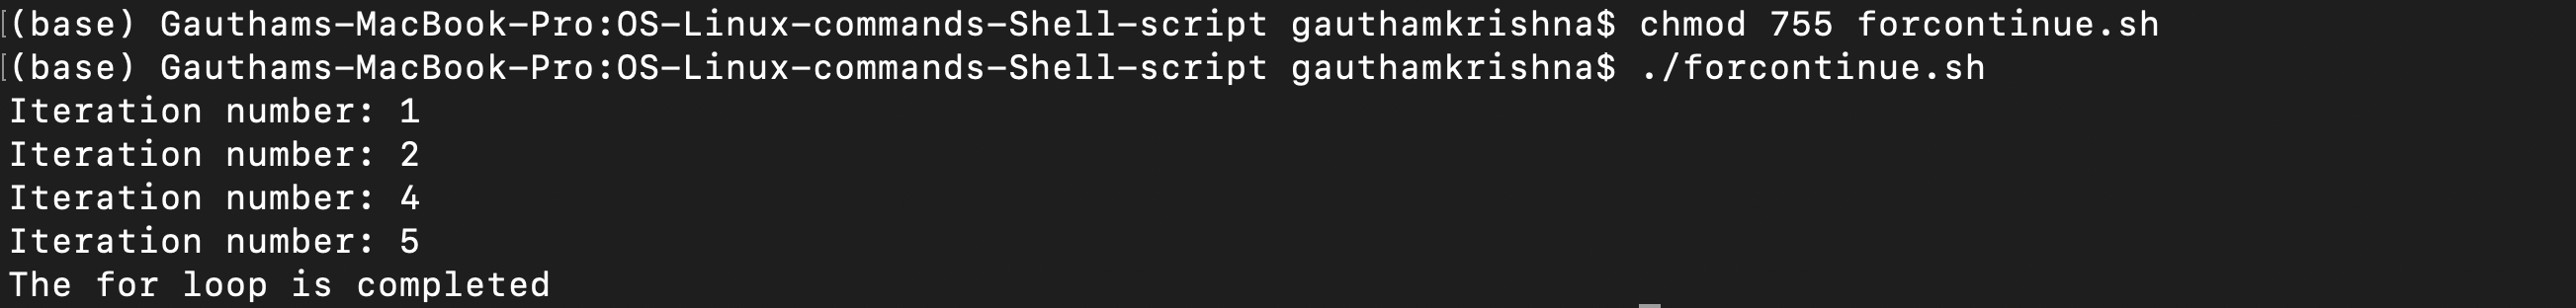 [(base) Gauthams-MacBook-Pro:OS-Linux-commands-Shell-script gauthamkrishna$ chmod 755 forcontinue.sh
[(base) Gauthams-MacBook-Pro:OS-Linux-commands-Shell-script gauthamkrishna$ ./forcontinue.sh
Iteration number: 1
Iteration number: 2
Iteration number: 4
Iteration number: 5
The for loop is completed